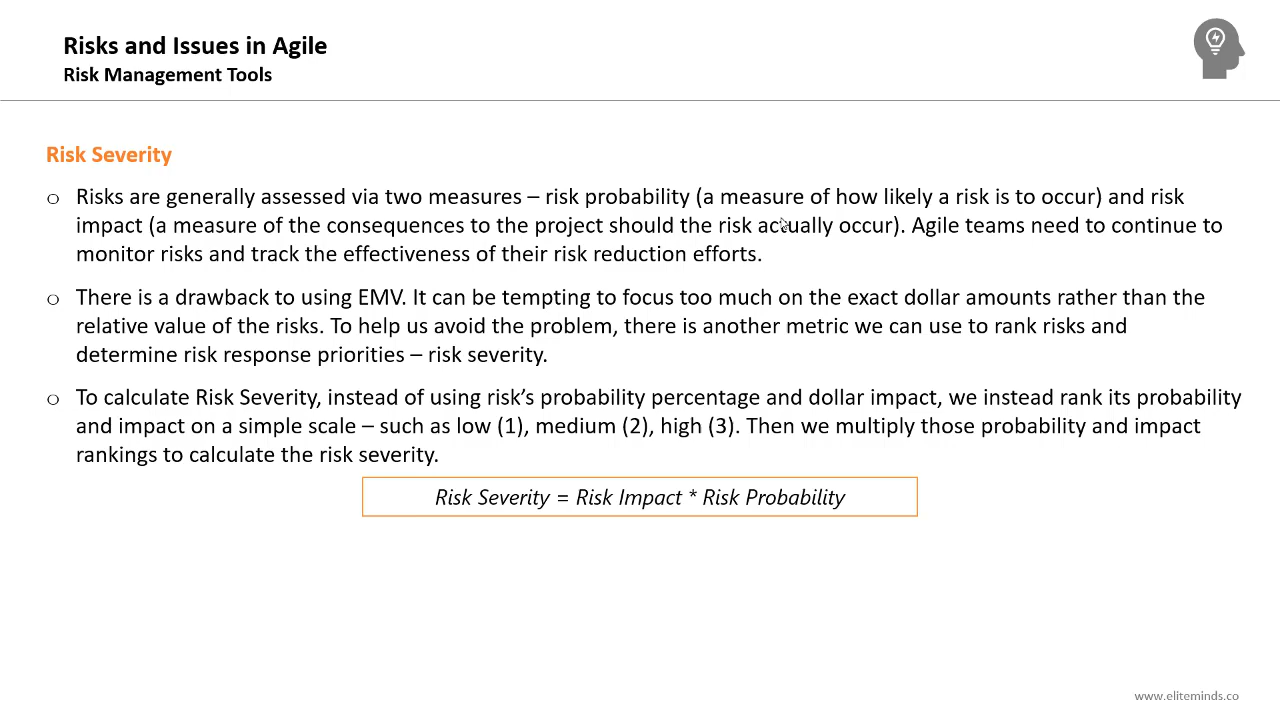 Risks and Issues in Agile
Risk Management Tools
Risk Severity
o Risks are generally assessed via two measures – risk probability (a measure of how likely a risk is to occur) and risk
impact (a measure of the consequences to the project should the risk actually occur). Agile teams need to continue to
monitor risks and track the effectiveness of their risk reduction efforts.
o There is a drawback to using EMV. It can be tempting to focus too much on the exact dollar amounts rather than the
relative value of the risks. To help us avoid the problem, there is another metric we can use to rank risks and
determine risk response priorities – risk severity.
o To calculate Risk Severity, instead of using risk’s probability percentage and dollar impact, we instead rank its probability
and impact on a simple scale – such as low (1), medium (2), high (3). Then we multiply those probability and impact
rankings to calculate the risk severity.
Risk Severity = Risk Impact * Risk Probability
www.eliteminds.co